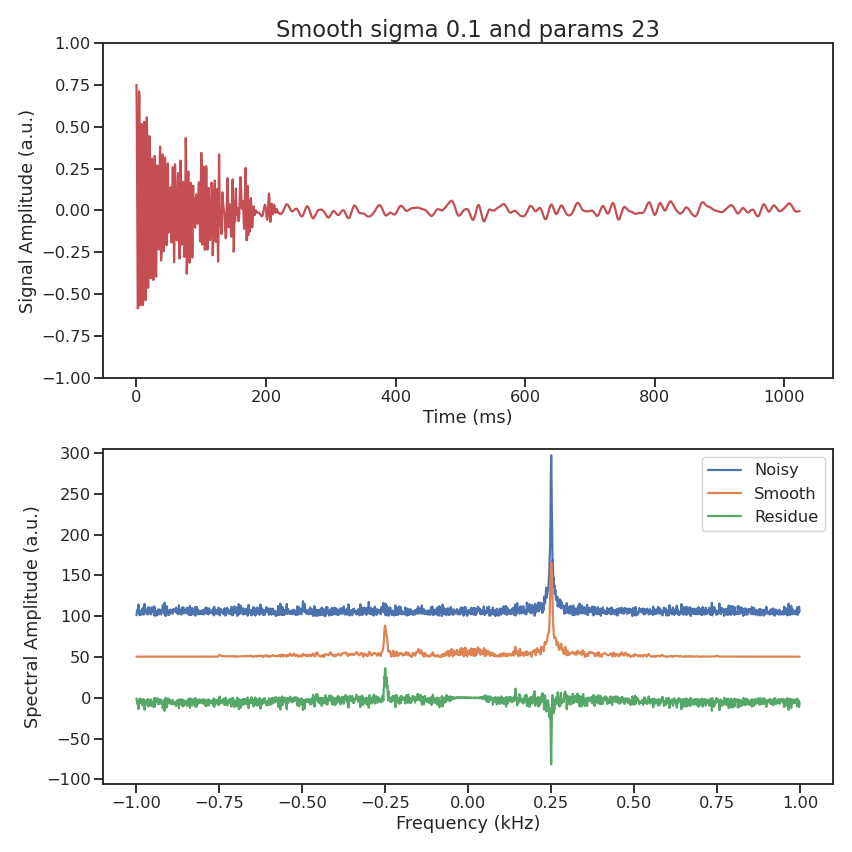 Smooth sigma 0.1 and params 23
1.00
0.75
0.50
0.25
0.00
−0.25
−0.50
−0.75
−1.00
Signal Amplitude (a.u.)
0 200 400 600 800 1000
Time (ms)
300
250
200
150
100
50
0
−50
−100
Spectral Amplitude (a.u.)
Noisy
Smooth
Residue
−1.00 −0.75 −0.50 −0.25 0.00 0.25 0.50 0.75 1.00
Frequency (kHz)